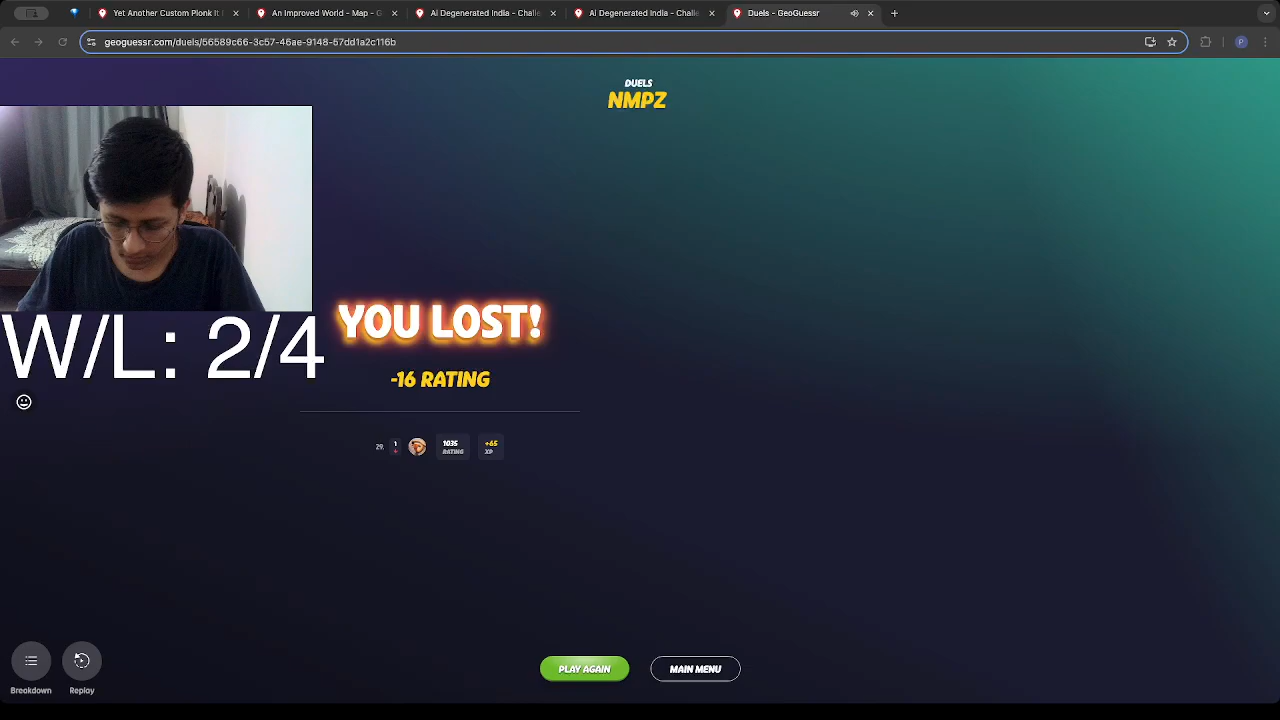 Yet Another Custom Plonk It
An Improved World - Map - G
Ai Degenerated India - Challe
Ai Degenerated India - Challe
Duels - GeoGuessr
geoguessr.com/duels/56589c66-3c57-46ae-9148-57dd1a2c116b
P
DUELS
NMPZ
YOU LOST!
W/L: 2/4
-16 RATING
29. 1 1035 +65
RATING XP
PLAY AGAIN MAIN MENU
Breakdown Replay